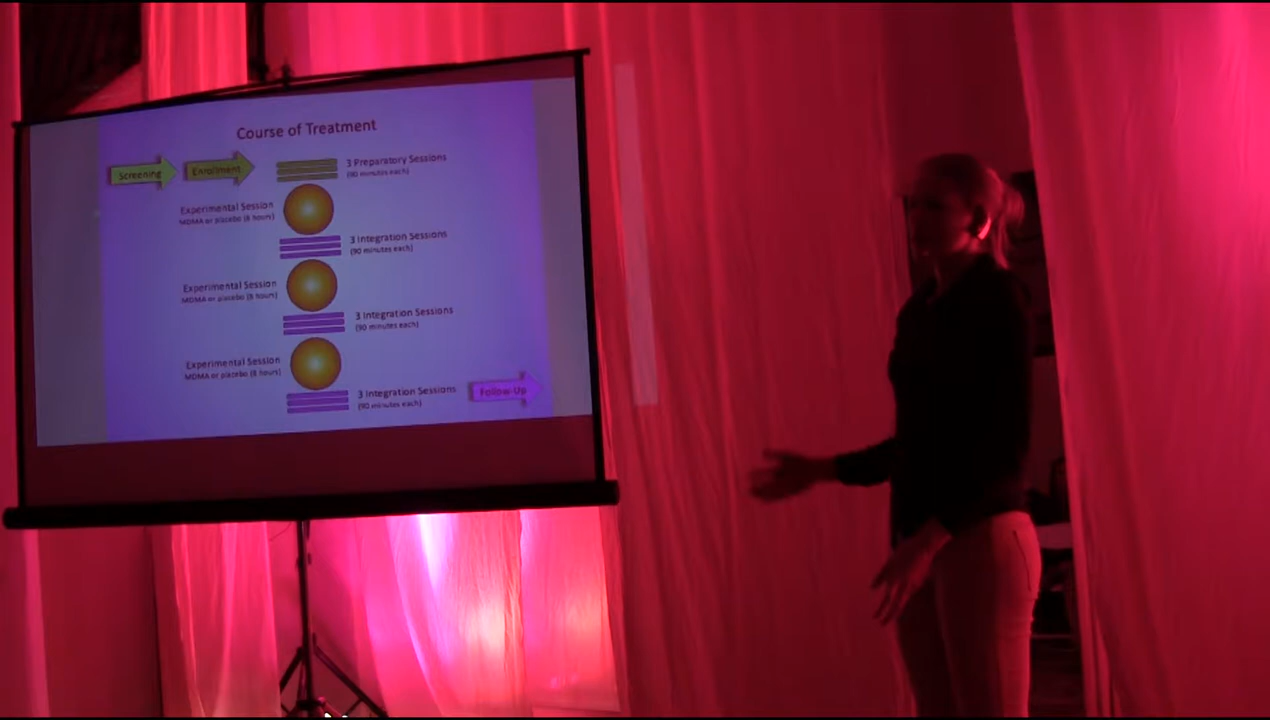 Course of Treatment
Screening
Enrollment
3 Preparatory Sessions
(90 minutes each)
Experimental Session
MDMA or placebo (8 hours)
3 Integration Sessions
(90 minutes each)
Experimental Session
MDMA or placebo (8 hours)
3 Integration Sessions
(90 minutes each)
Experimental Session
MDMA or placebo (8 hours)
3 Integration Sessions
(90 minutes each)
Follow-Up